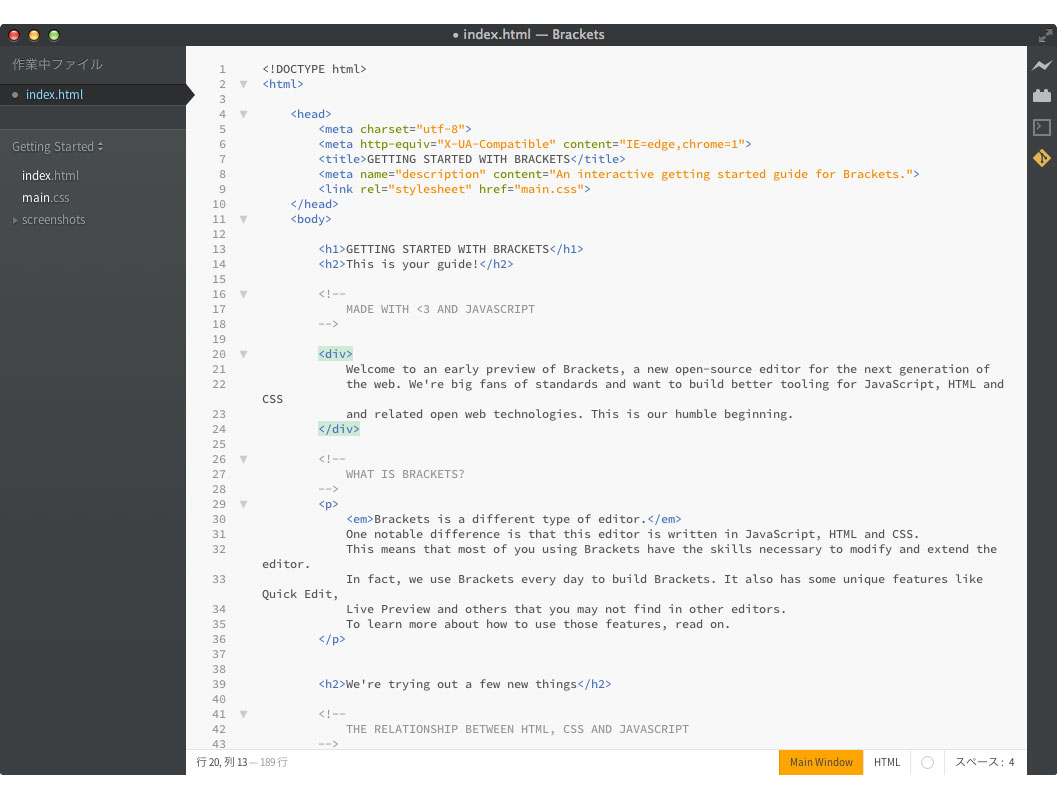 • index.html — Brackets
作業中ファイル
index.html
Getting Started
index.html
main.css
screenshots
1 <!DOCTYPE html>
2 <html>
3
4 <head>
5 <meta charset="utf-8">
6 <meta http-equiv="X-UA-Compatible" content="IE=edge,chrome=1">
7 <title>GETTING STARTED WITH BRACKETS</title>
8 <meta name="description" content="An interactive getting started guide for Brackets.">
9 <link rel="stylesheet" href="main.css">
10 </head>
11 <body>
12
13 <h1>GETTING STARTED WITH BRACKETS</h1>
14 <h2>This is your guide!</h2>
15
16 <!--
17 MADE WITH <3 AND JAVASCRIPT
18 -->
19
20 <div>
21 Welcome to an early preview of Brackets, a new open-source editor for the next generation of
22 the web. We're big fans of standards and want to build better tooling for JavaScript, HTML and
CSS
23 and related open web technologies. This is our humble beginning.
24 </div>
25
26 <!--
27 WHAT IS BRACKETS?
28 -->
29 <p>
30 <em>Brackets is a different type of editor.</em>
31 One notable difference is that this editor is written in JavaScript, HTML and CSS.
32 This means that most of you using Brackets have the skills necessary to modify and extend the
editor.
33 In fact, we use Brackets every day to build Brackets. It also has some unique features like
Quick Edit,
34 Live Preview and others that you may not find in other editors.
35 To learn more about how to use those features, read on.
36 </p>
37
38
39 <h2>We're trying out a few new things</h2>
40
41 <!--
42 THE RELATIONSHIP BETWEEN HTML, CSS AND JAVASCRIPT
43 -->
行 20, 列 13 — 189 行
Main Window
HTML
スペース: 4